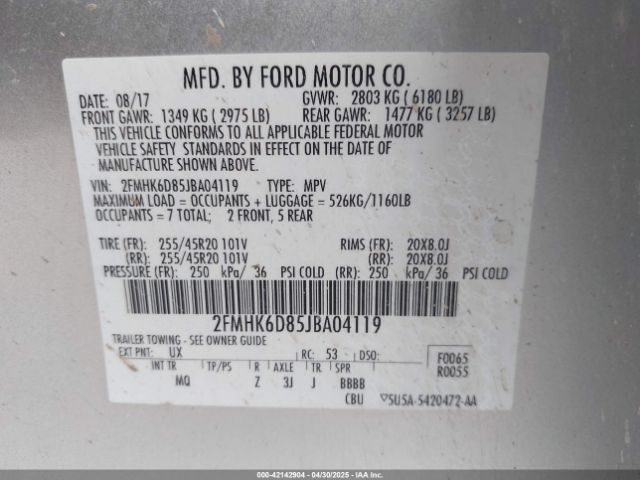 MFD. BY FORD MOTOR CO.
DATE: 08/17 GVWR: 2803 KG ( 6180 LB)
FRONT GAWR: 1349 KG ( 2975 LB) REAR GAWR: 1477 KG ( 3257 LB)
THIS VEHICLE CONFORMS TO ALL APPLICABLE FEDERAL MOTOR
VEHICLE SAFETY STANDARDS IN EFFECT ON THE DATE OF
MANUFACTURE SHOWN ABOVE.
VIN: 2FMHK6D85JBA04119 TYPE: MPV
MAXIMUM LOAD = OCCUPANTS + LUGGAGE = 526KG/1160LB
OCCUPANTS = 7 TOTAL; 2 FRONT, 5 REAR
TIRE (FR): 255/45R20 101V RIMS (FR): 20X8.0J
(RR): 255/45R20 101V (RR): 20X8.0J
PRESSURE (FR): 250 kPa/ 36 PSI COLD (RR): 250 kPa/ 36 PSI COLD
2FMHK6D85JBA04119
TRAILER TOWING - SEE OWNER GUIDE
EXT PNT: UX RC: 53 DSO: F0065
R0055
INT TR TP/PS R AXLE TR SPR
MQ Z 3J J BBBB
CBU 5U5A-5420472-AA
000-42142904 - 04/30/2025 - IAA, Inc.